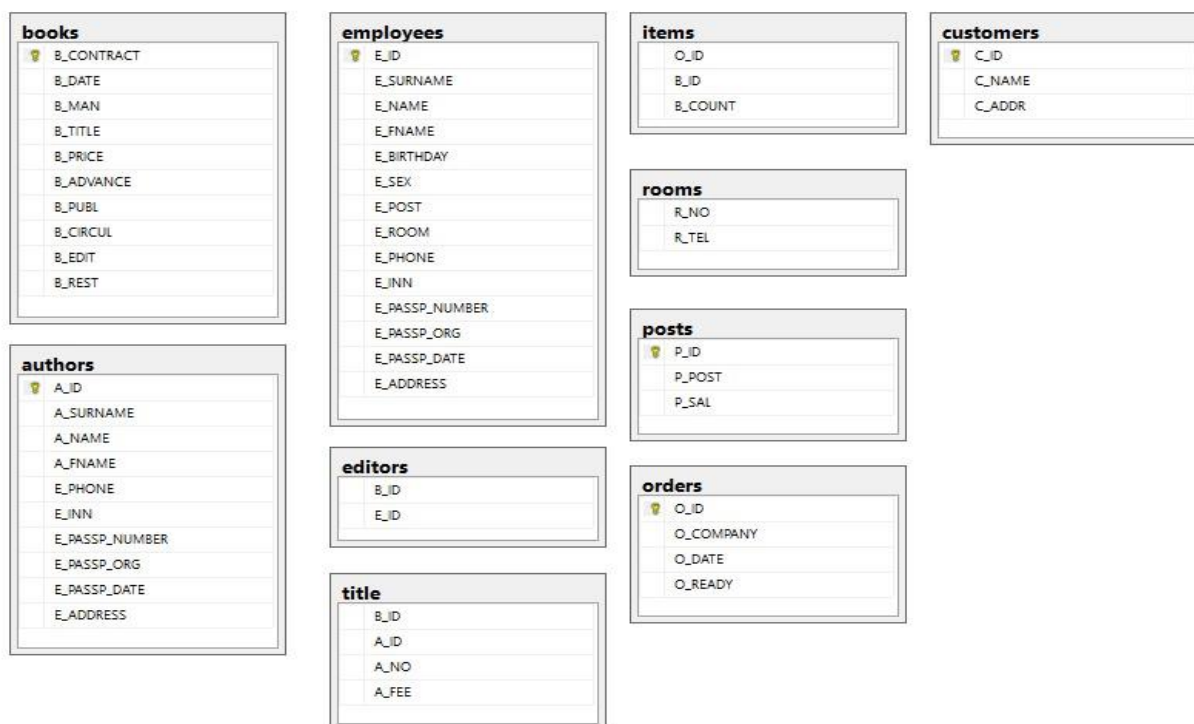 books
B_CONTRACT
B_DATE
B_MAN
B_TITLE
B_PRICE
B_ADVANCE
B_PUBL
B_CIRCUL
B_EDIT
B_REST
authors
A_ID
A_SURNAME
A_NAME
A_FNAME
E_PHONE
E_INN
E_PASSP_NUMBER
E_PASSP_ORG
E_PASSP_DATE
E_ADDRESS
employees
E_ID
E_SURNAME
E_NAME
E_FNAME
E_BIRTHDAY
E_SEX
E_POST
E_ROOM
E_PHONE
E_INN
E_PASSP_NUMBER
E_PASSP_ORG
E_PASSP_DATE
E_ADDRESS
editors
B_ID
E_ID
title
B_ID
A_ID
A_NO
A_FEE
items
O_ID
B_ID
B_COUNT
rooms
R_NO
R_TEL
posts
P_ID
P_POST
P_SAL
orders
O_ID
O_COMPANY
O_DATE
O_READY
customers
C_ID
C_NAME
C_ADDR